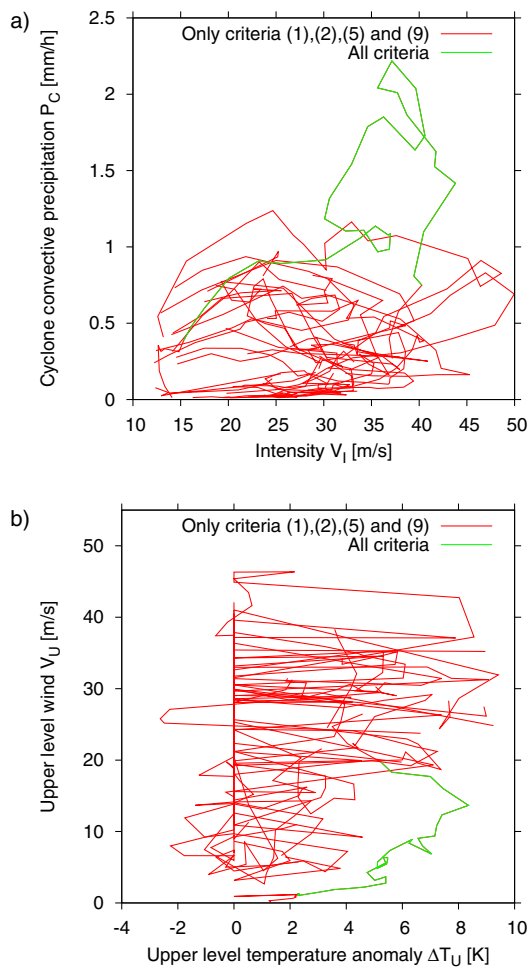 a)
Only criteria (1),(2),(5) and (9)
All criteria
Cyclone convective precipitation P_C [mm/h]
2.5
2
1.5
1
0.5
0
10 15 20 25 30 35 40 45 50
Intensity V_I [m/s]
b)
Only criteria (1),(2),(5) and (9)
All criteria
Upper level wind V_U [m/s]
50
40
30
20
10
0
-4 -2 0 2 4 6 8 10
Upper level temperature anomaly ΔT_U [K]